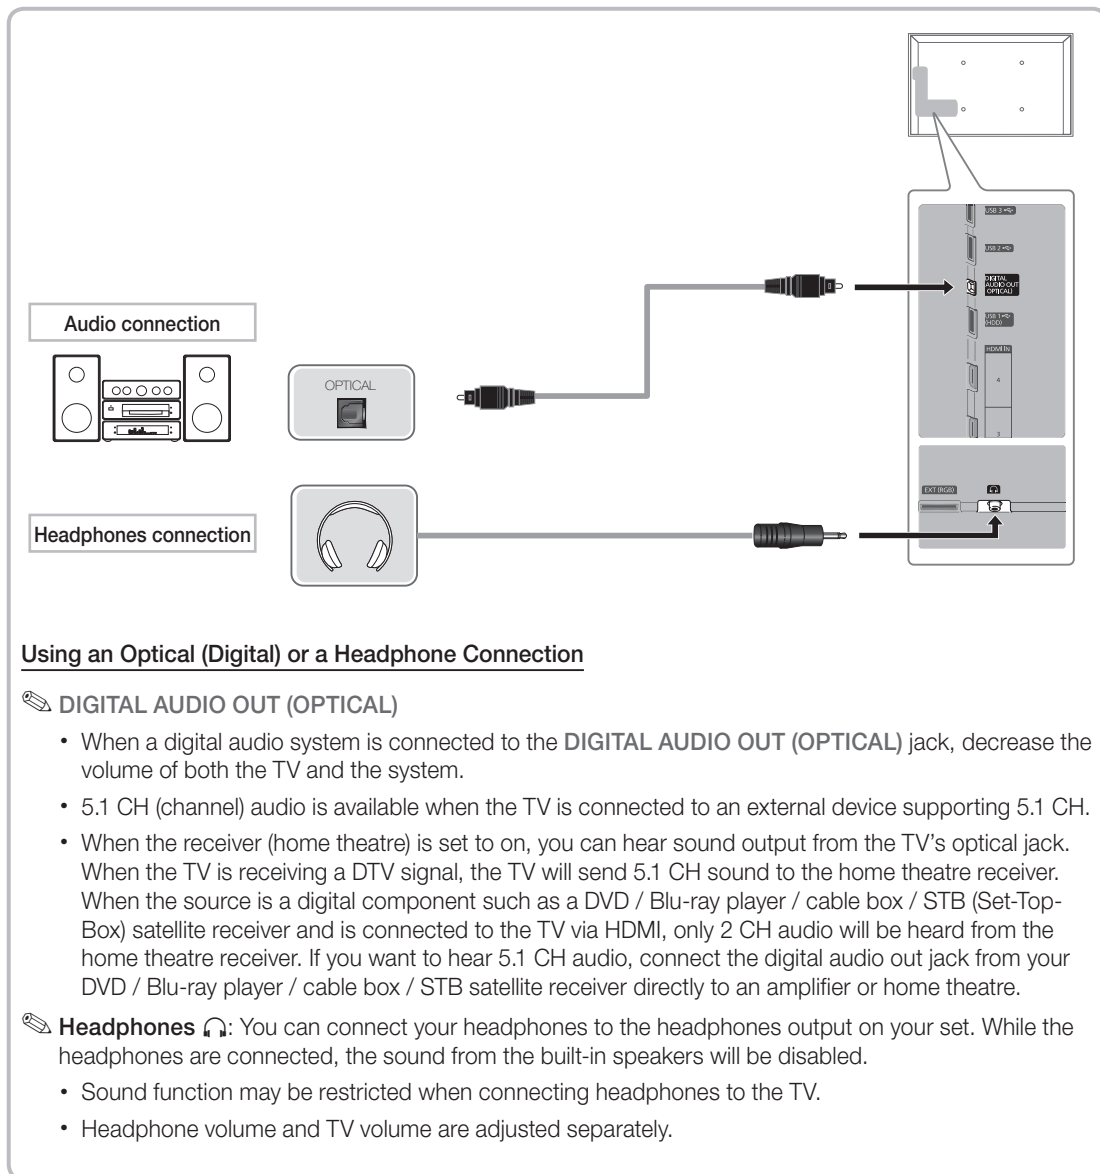 USB 3
USB 2
DIGITAL
AUDIO OUT
(OPTICAL)
USB 1
(HDD)
HDMI IN
4
3
Audio connection
OPTICAL
EXT (RGB)
Headphones connection
Using an Optical (Digital) or a Headphone Connection
DIGITAL AUDIO OUT (OPTICAL)
• When a digital audio system is connected to the DIGITAL AUDIO OUT (OPTICAL) jack, decrease the
volume of both the TV and the system.
• 5.1 CH (channel) audio is available when the TV is connected to an external device supporting 5.1 CH.
• When the receiver (home theatre) is set to on, you can hear sound output from the TV's optical jack.
When the TV is receiving a DTV signal, the TV will send 5.1 CH sound to the home theatre receiver.
When the source is a digital component such as a DVD / Blu-ray player / cable box / STB (Set-Top-
Box) satellite receiver and is connected to the TV via HDMI, only 2 CH audio will be heard from the
home theatre receiver. If you want to hear 5.1 CH audio, connect the digital audio out jack from your
DVD / Blu-ray player / cable box / STB satellite receiver directly to an amplifier or home theatre.
Headphones : You can connect your headphones to the headphones output on your set. While the
headphones are connected, the sound from the built-in speakers will be disabled.
• Sound function may be restricted when connecting headphones to the TV.
• Headphone volume and TV volume are adjusted separately.